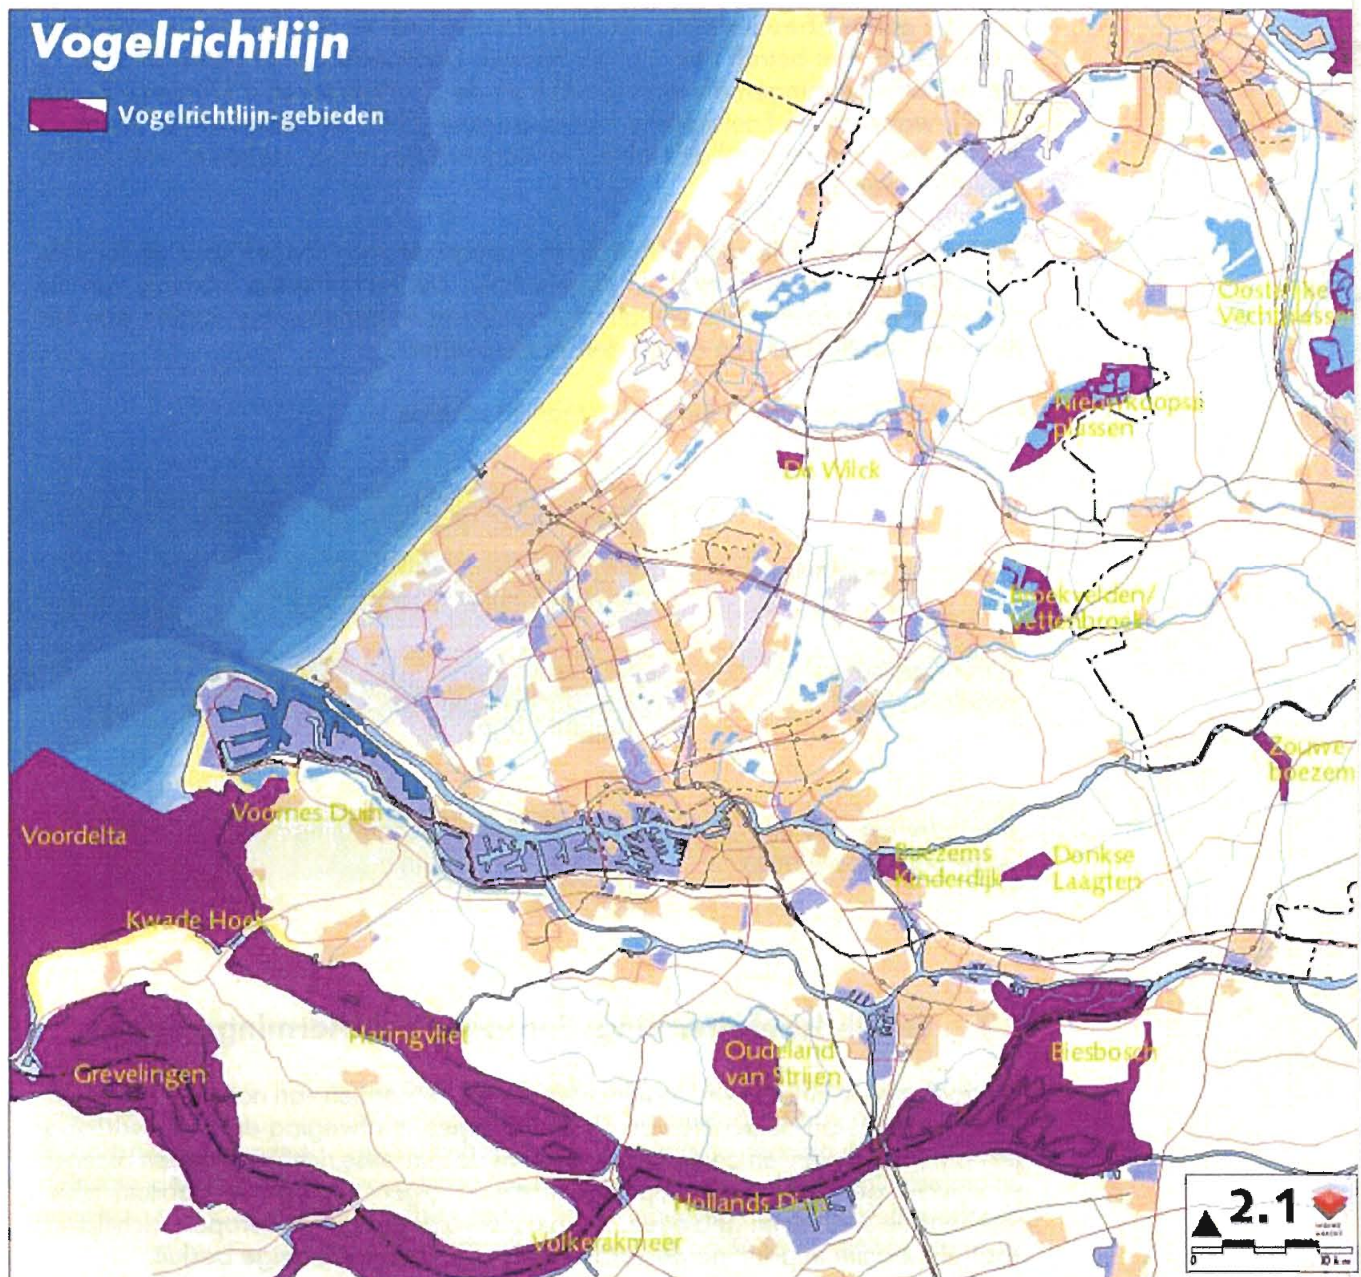 Vogelrichtlijn
Vogelrichtlijn-gebieden
Oostelijke
Vechtplassen
Nieuwkoopse
plassen
De Wilck
Broekvelden/
Vettenbroek
Zouwe
boezem
Voornes Duin
Voordelta
Boezems
Kinderdijk
Donkse
Laagten
Kwade Hoek
Haringvliet
Grevelingen
Oudeland
van Strijen
Biesbosch
Hollands Diep
Volkerakmeer
2.1
0 10 km